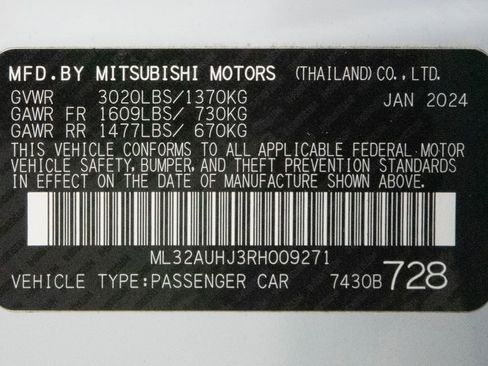 MFD.BY MITSUBISHI MOTORS (THAILAND)CO.,LTD.
GVWR 3020LBS/1370KG JAN 2024
GAWR FR 1609LBS/ 730KG
GAWR RR 1477LBS/ 670KG
THIS VEHICLE CONFORMS TO ALL APPLICABLE FEDERAL MOTOR
VEHICLE SAFETY, BUMPER, AND THEFT PREVENTION STANDARDS
IN EFFECT ON THE DATE OF MANUFACTURE SHOWN ABOVE.
ML32AUHJ3RH009271
VEHICLE TYPE:PASSENGER CAR 7430B 728